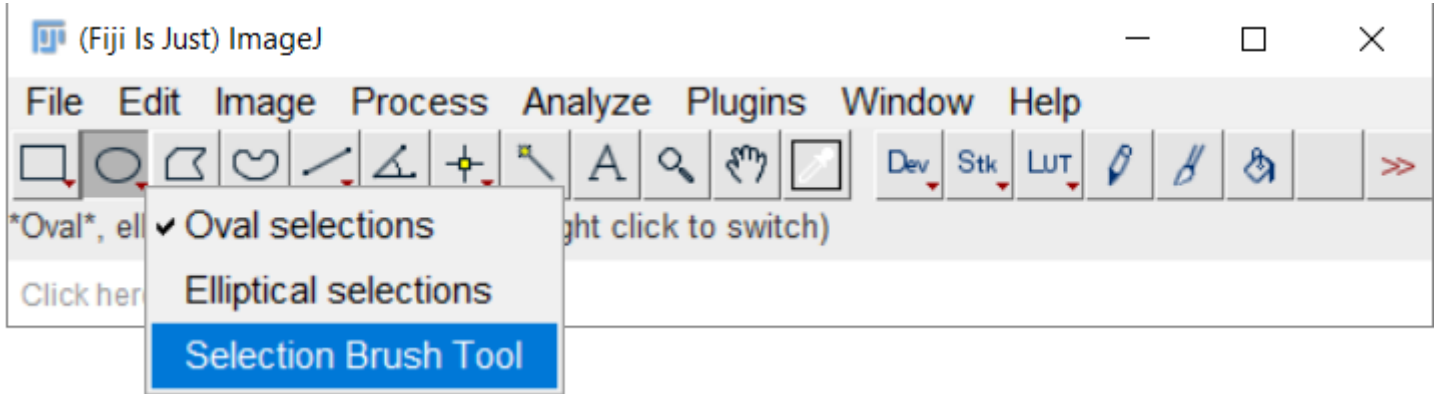 (Fiji Is Just) ImageJ
File Edit Image Process Analyze Plugins Window Help
A Dev Stk LUT >>
*Oval*, ell ght click to switch)
Oval selections
Click her
Elliptical selections
Selection Brush Tool